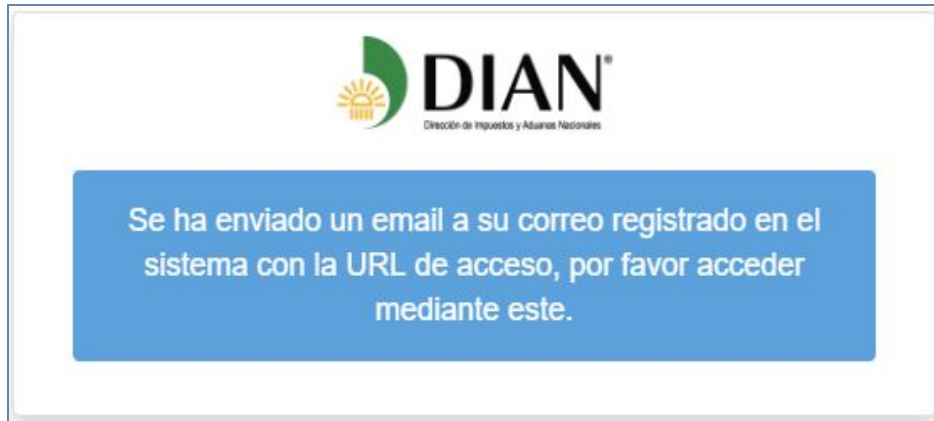 DIAN®
Dirección de Impuestos y Aduanas Nacionales
Se ha enviado un email a su correo registrado en el
sistema con la URL de acceso, por favor acceder
mediante este.